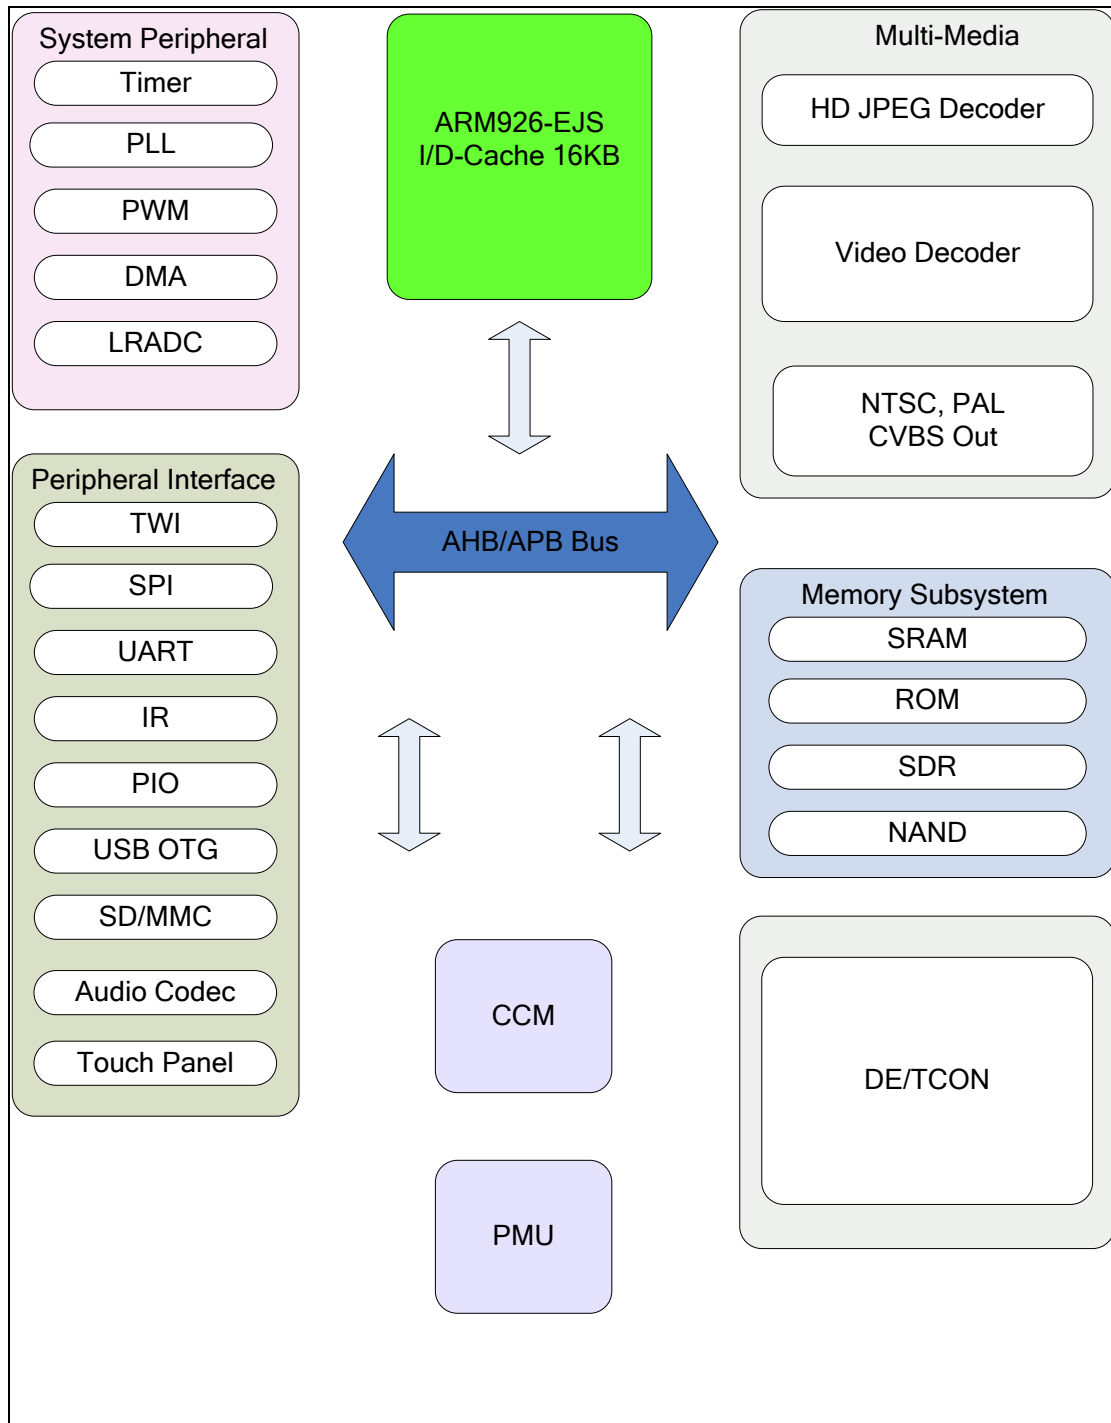 System Peripheral
Timer
PLL
PWM
DMA
LRADC
ARM926-EJS
I/D-Cache 16KB
Multi-Media
HD JPEG Decoder
Video Decoder
NTSC, PAL
CVBS Out
Peripheral Interface
TWI
SPI
UART
IR
PIO
USB OTG
SD/MMC
Audio Codec
Touch Panel
AHB/APB Bus
Memory Subsystem
SRAM
ROM
SDR
NAND
CCM
PMU
DE/TCON